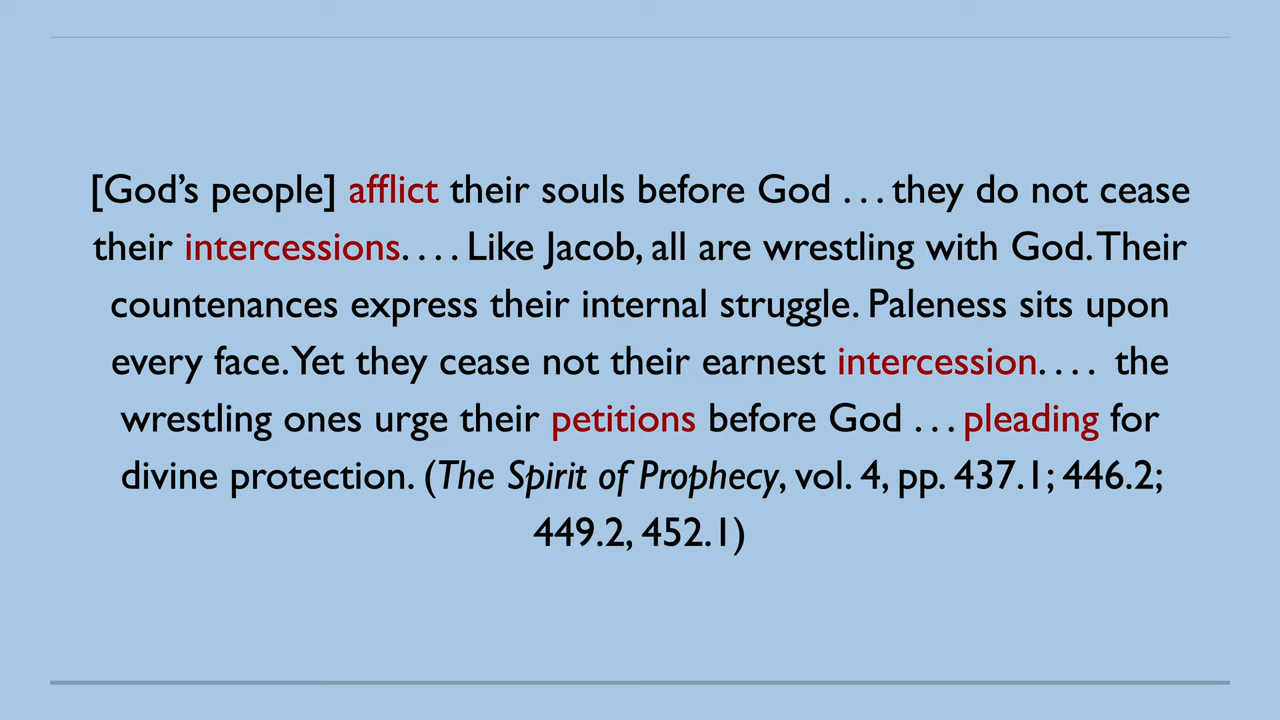 [God’s people] afflict their souls before God . . . they do not cease
their intercessions. . . . Like Jacob, all are wrestling with God. Their
countenances express their internal struggle. Paleness sits upon
every face. Yet they cease not their earnest intercession. . . .  the
wrestling ones urge their petitions before God . . . pleading for
divine protection. (The Spirit of Prophecy, vol. 4, pp. 437.1; 446.2;
449.2, 452.1)